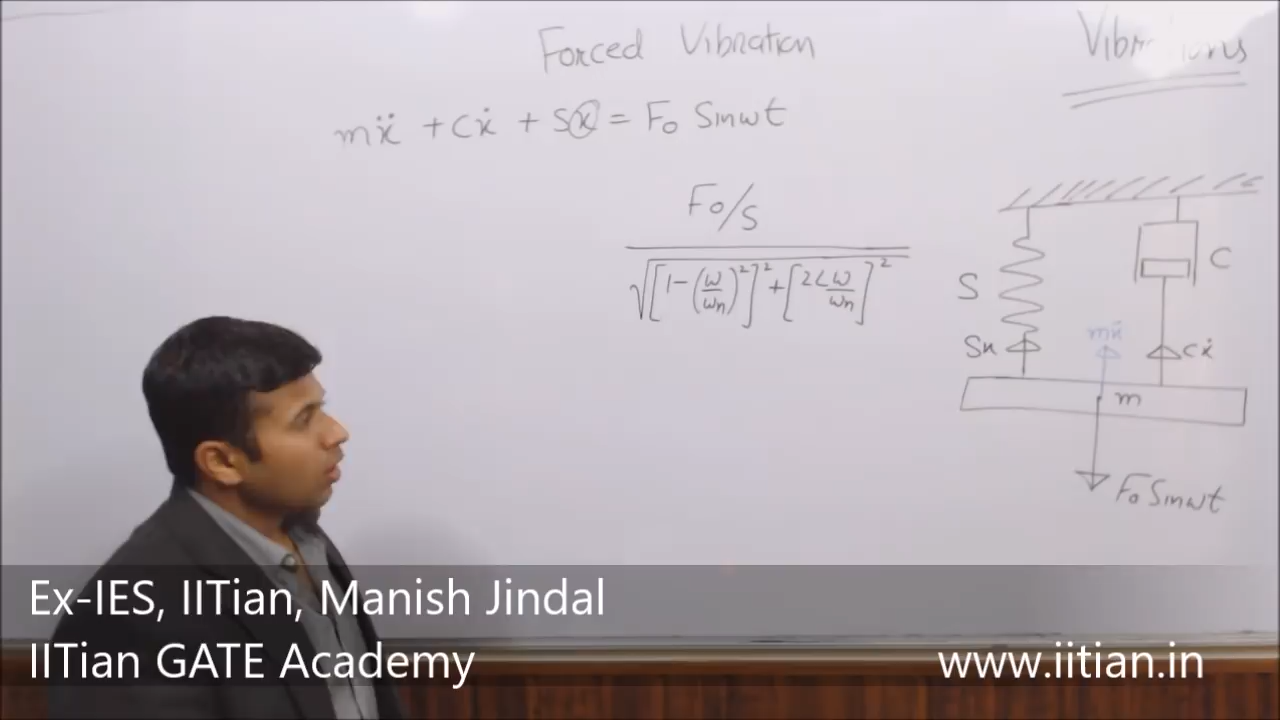 Forced Vibration
Vibrations
mẍ + cẋ + sx = F₀ Sinωt
F₀/s
√[1-(ω/ωn)²]² + [2ζω/ωn]²
S
C
Sx
mẍ
cẋ
m
F₀ Sinωt
Ex-IES, IITian, Manish Jindal
IITian GATE Academy
www.iitian.in